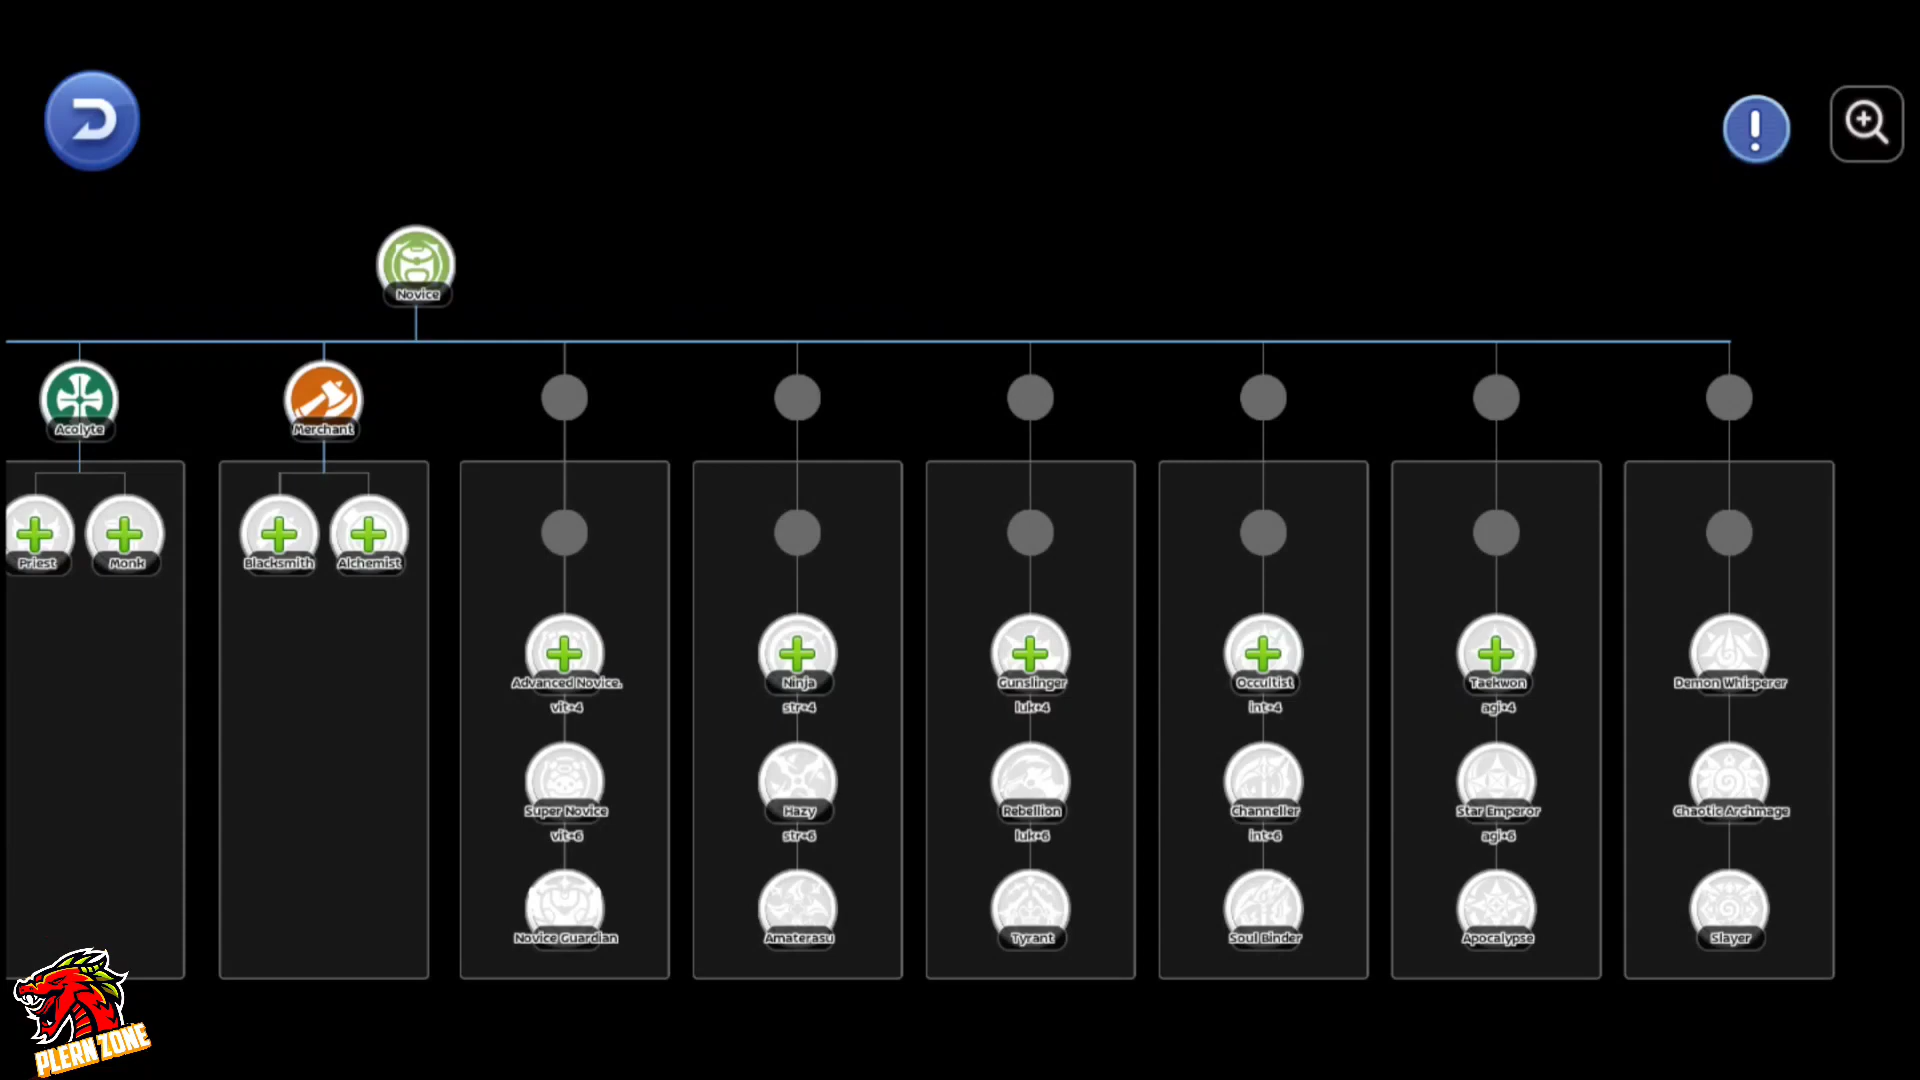 Novice
Acolyte
Merchant
Priest
Monk
Blacksmith
Alchemist
Advanced Novice.
Ninja
Gunslinger
Occultist
Taekwon
Demon Whisperer
vit+4
str+4
luk+4
int+4
agi+4
Super Novice
Hazy
Rebellion
Channeller
Star Emperor
Chaotic Archmage
vit+6
str+6
luk+6
int+6
agi+6
Novice Guardian
Amaterasu
Tyrant
Soul Binder
Apocalypse
Slayer
PLERN ZONE